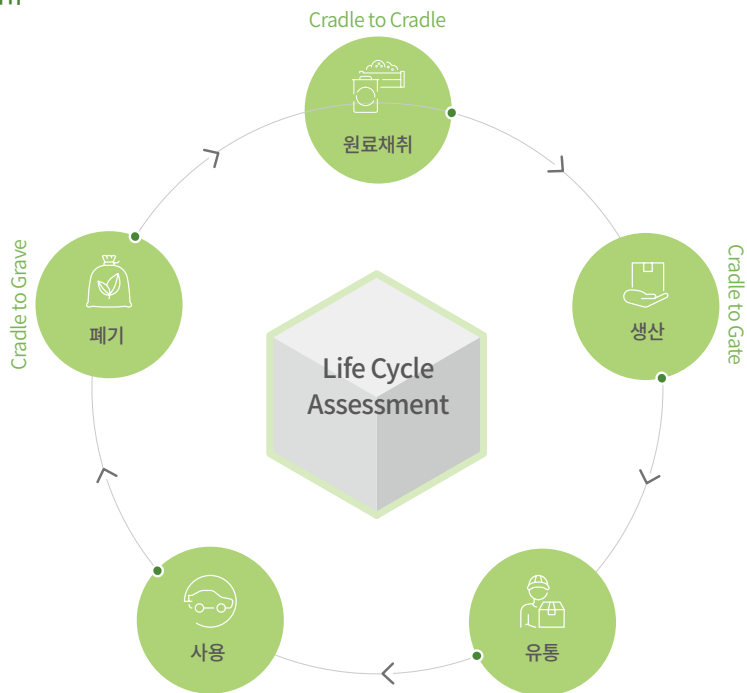 Cradle to Cradle
원료채취
Cradle to Grave
폐기
생산
Cradle to Gate
Life Cycle
Assessment
사용
유통